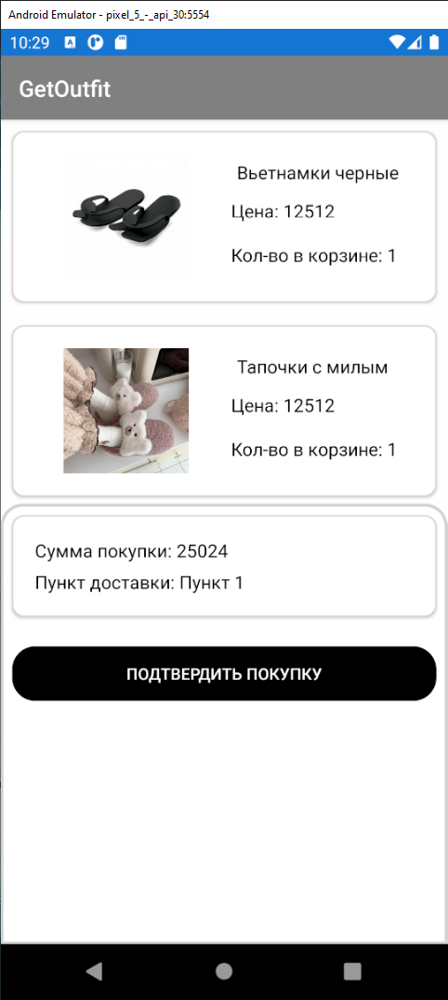 Android Emulator - pixel_5_-_api_30:5554
10:29
GetOutfit
Вьетнамки черные
Цена: 12512
Кол-во в корзине: 1
Тапочки с милым
Цена: 12512
Кол-во в корзине: 1
Сумма покупки: 25024
Пункт доставки: Пункт 1
ПОДТВЕРДИТЬ ПОКУПКУ